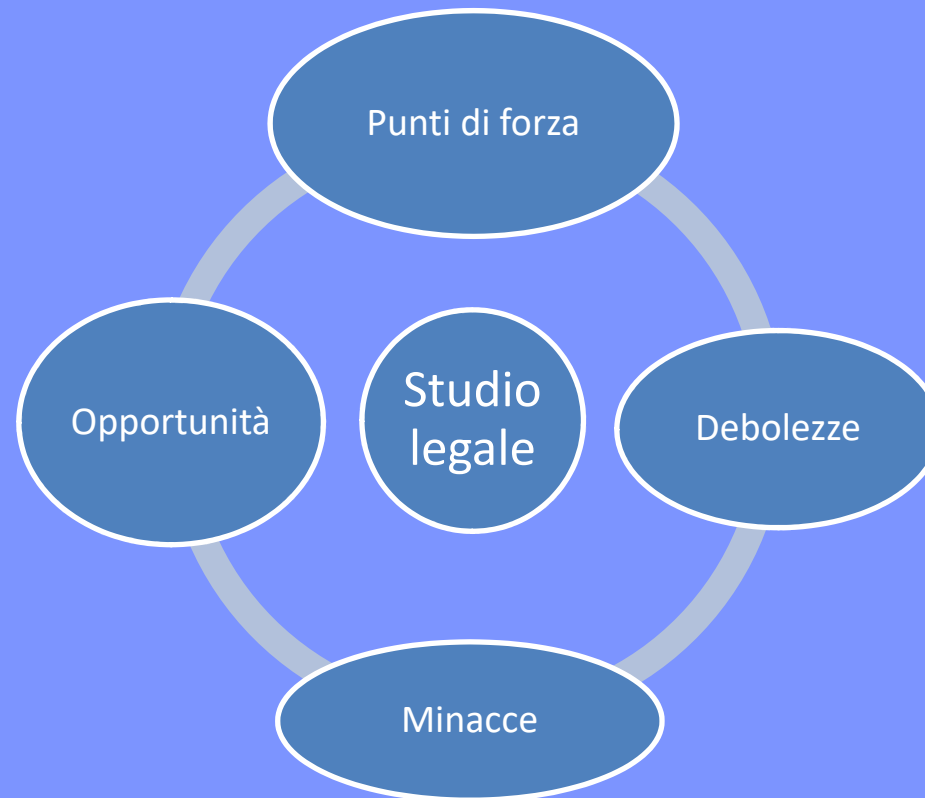 Punti di forza
Opportunità
Studio
legale
Debolezze
Minacce